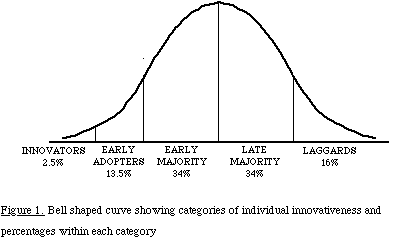 INNOVATORS EARLY EARLY LATE LAGGARDS
2.5% ADOPTERS MAJORITY MAJORITY 16%
13.5% 34% 34%
Figure 1. Bell shaped curve showing categories of individual innovativeness and
percentages within each category